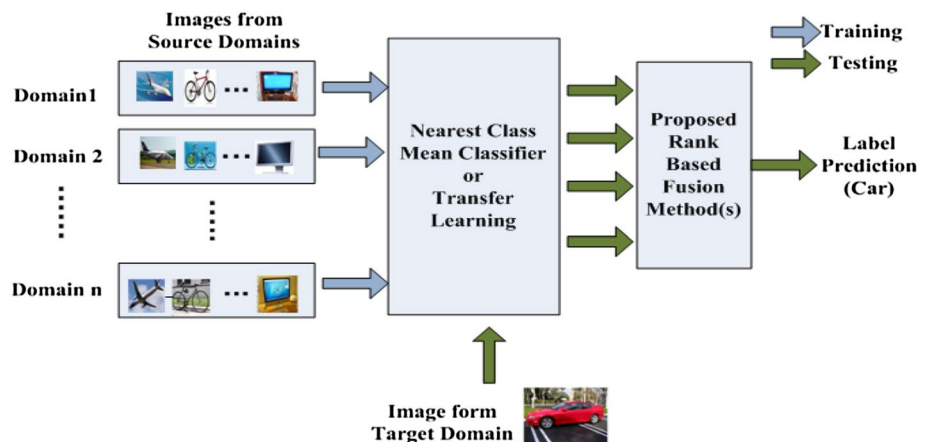 Images from
Source Domains
Training
Testing
Domain1
Domain 2
Domain n
Nearest Class
Mean Classifier
or
Transfer
Learning
Proposed
Rank
Based
Fusion
Method(s)
Label
Prediction
(Car)
Image form
Target Domain